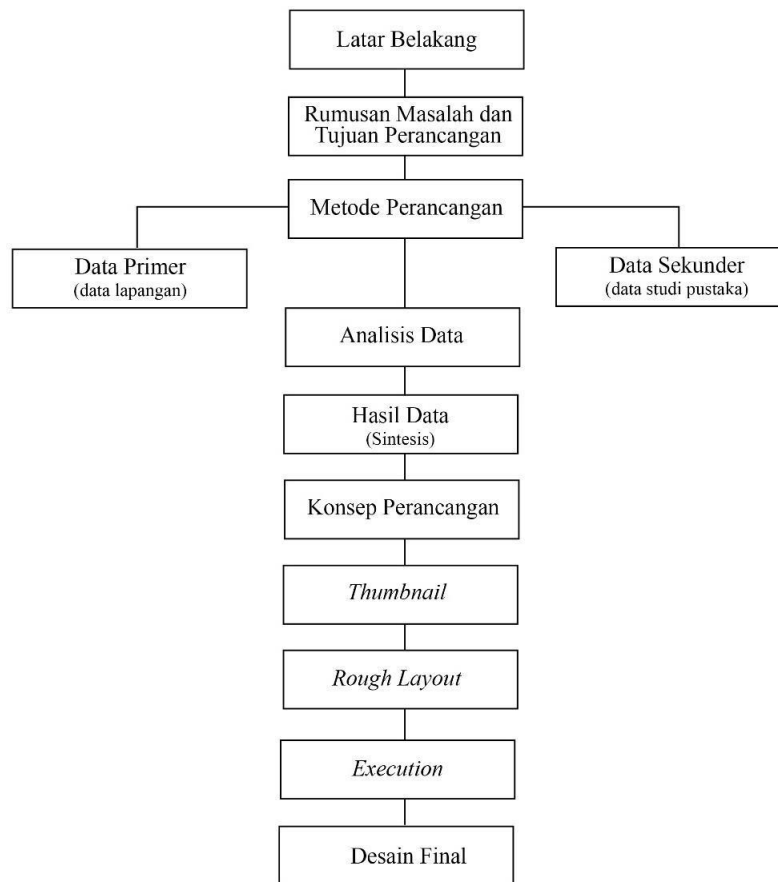 Latar Belakang
Rumusan Masalah dan
Tujuan Perancangan
Metode Perancangan
Data Primer
(data lapangan)
Data Sekunder
(data studi pustaka)
Analisis Data
Hasil Data
(Sintesis)
Konsep Perancangan
Thumbnail
Rough Layout
Execution
Desain Final